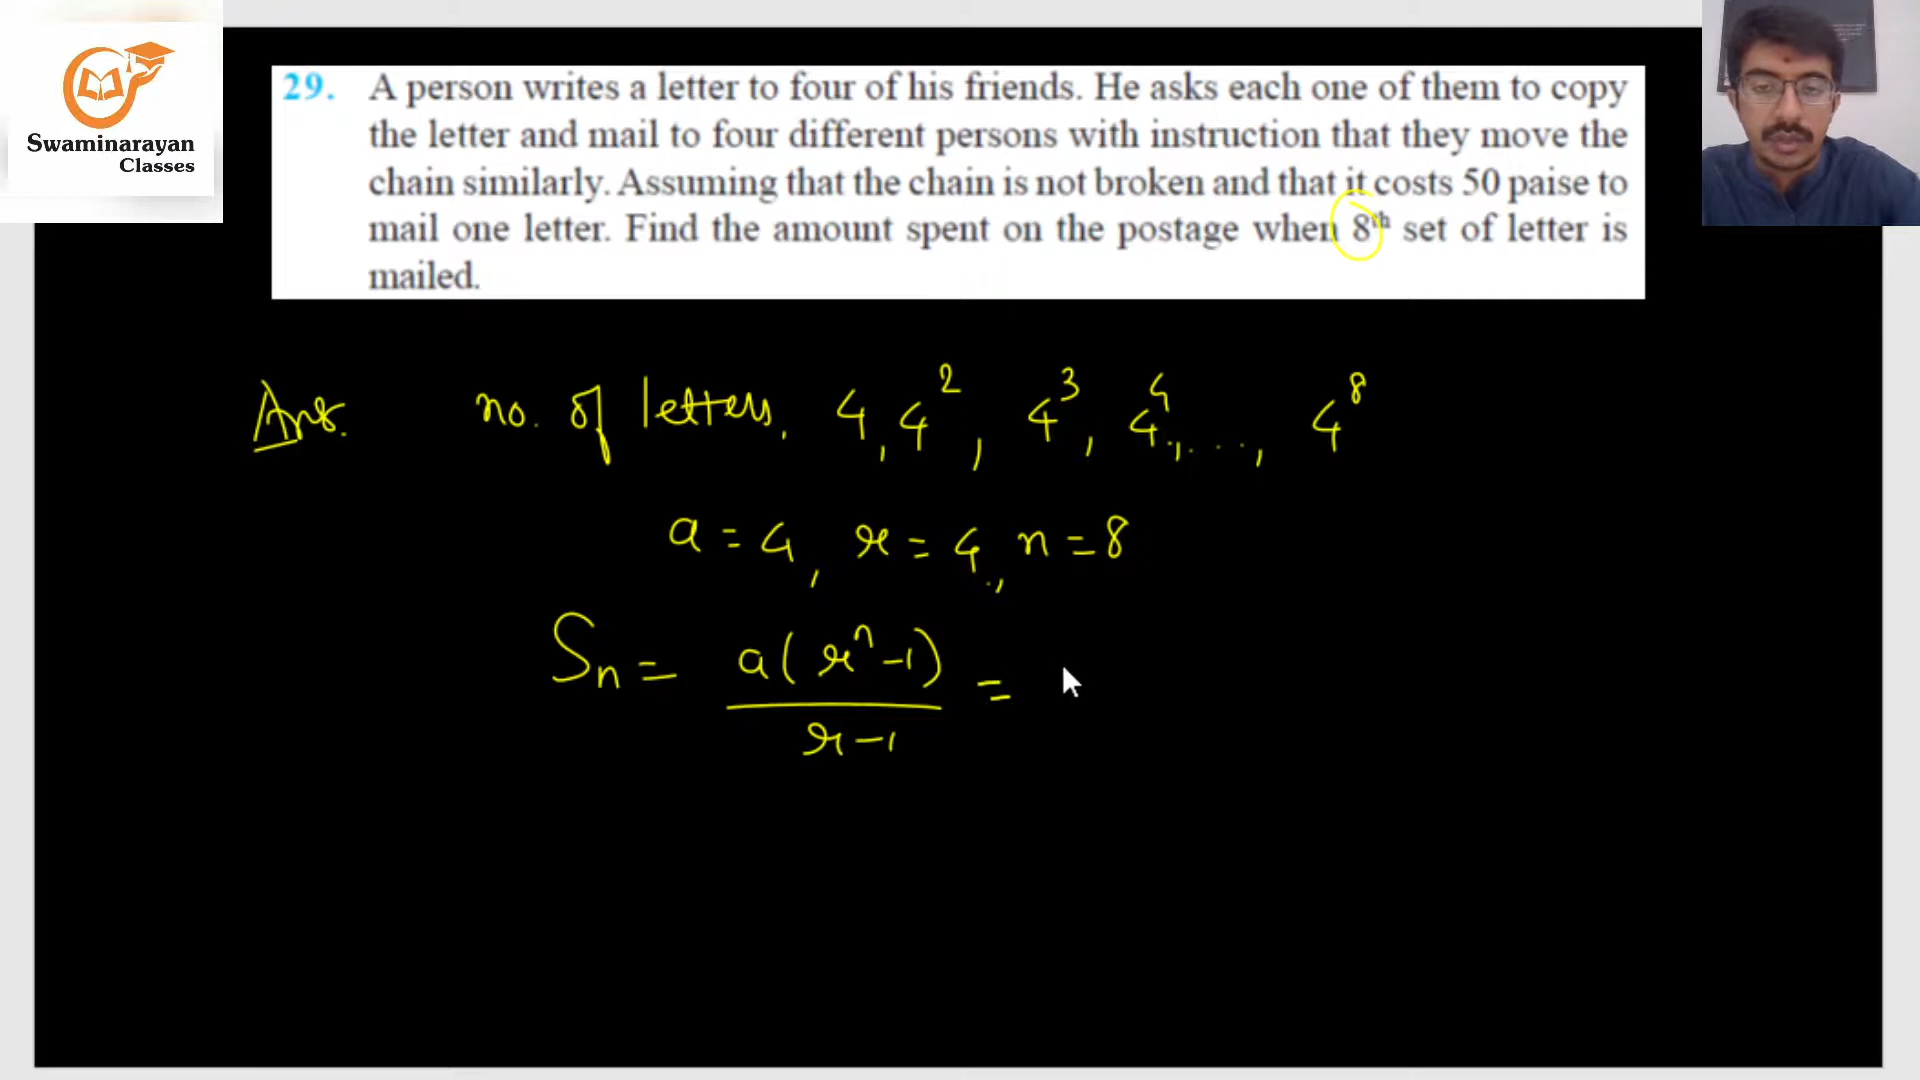 Swaminarayan
Classes
29. A person writes a letter to four of his friends. He asks each one of them to copy
the letter and mail to four different persons with instruction that they move the
chain similarly. Assuming that the chain is not broken and that it costs 50 paise to
mail one letter. Find the amount spent on the postage when 8th set of letter is
mailed.
Ans. no. of letters, 4, 4², 4³, 4⁴, ..., 4⁸
a = 4, r = 4, n = 8
Sn = a(rⁿ-1) =
r-1